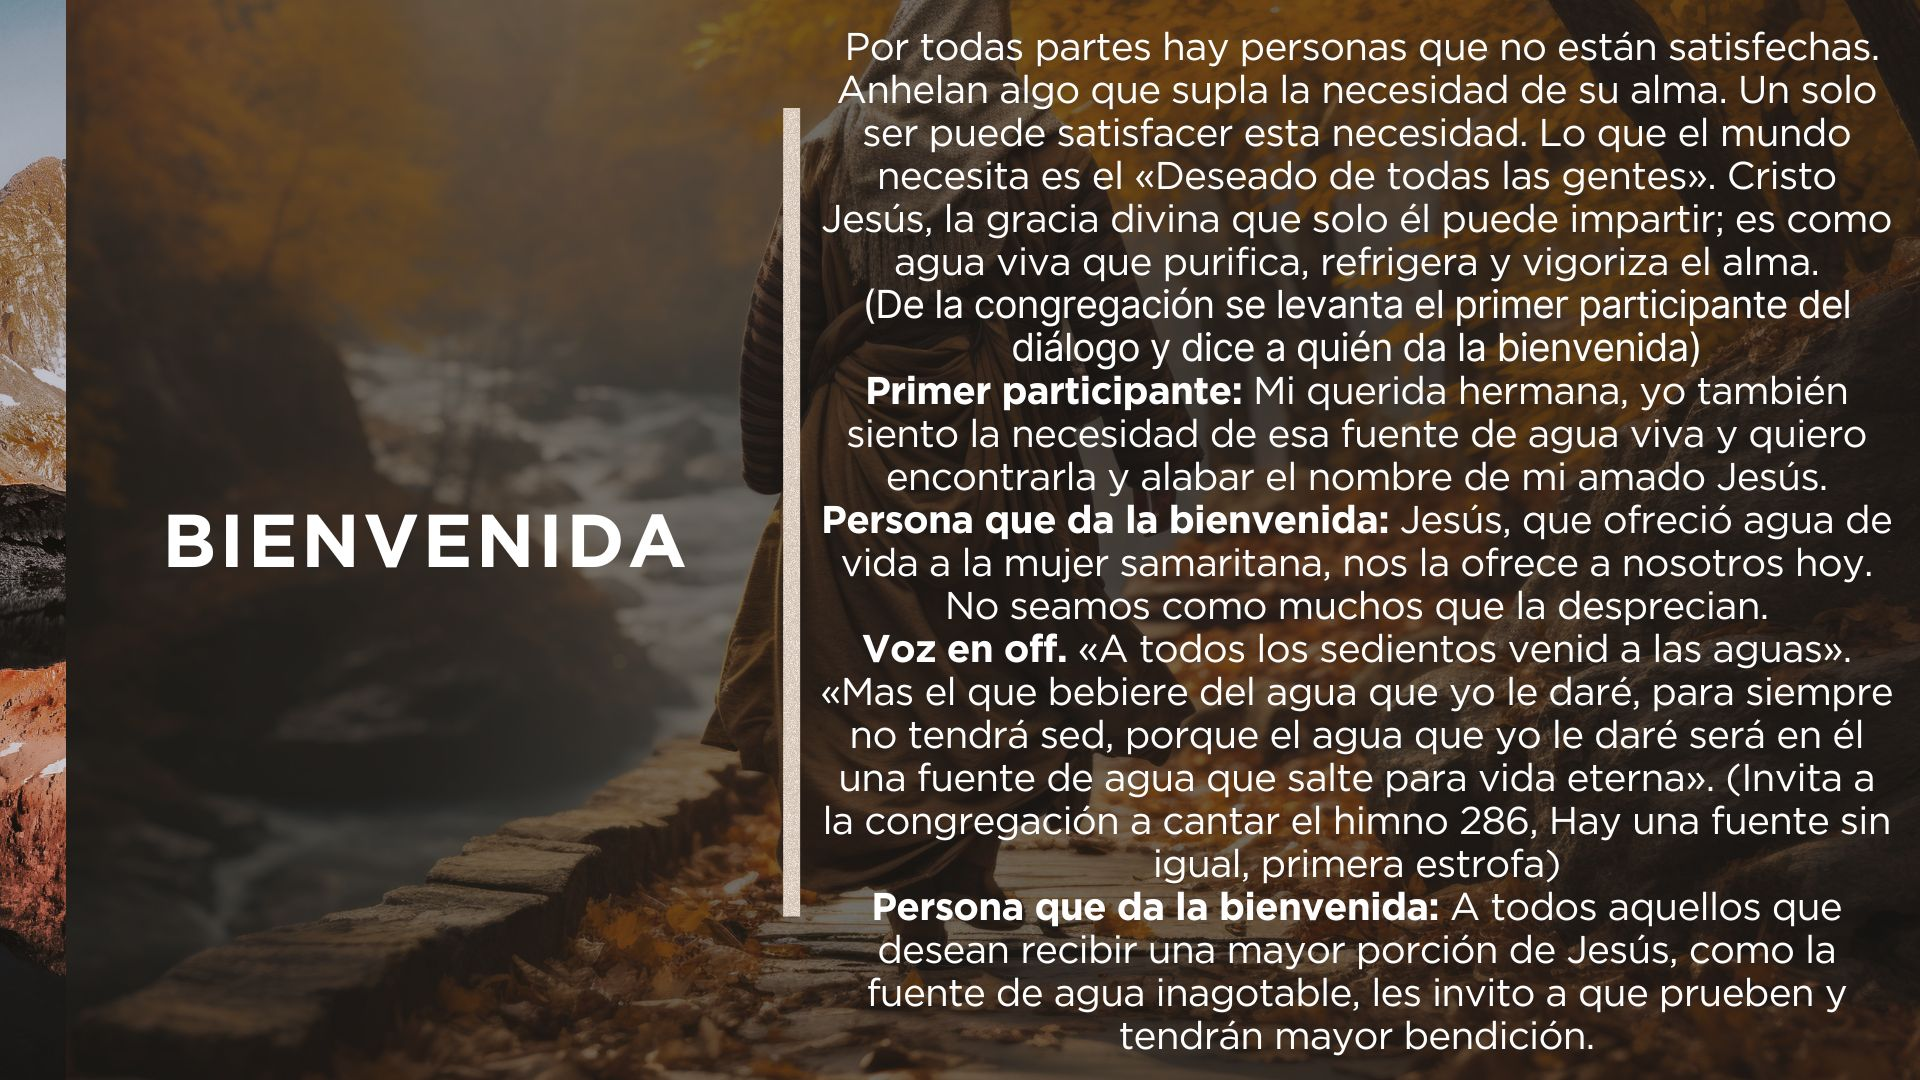 BIENVENIDA
Por todas partes hay personas que no están satisfechas.
Anhelan algo que supla la necesidad de su alma. Un solo
ser puede satisfacer esta necesidad. Lo que el mundo
necesita es el «Deseado de todas las gentes». Cristo
Jesús, la gracia divina que solo él puede impartir; es como
agua viva que purifica, refrigera y vigoriza el alma.
(De la congregación se levanta el primer participante del
diálogo y dice a quién da la bienvenida)
Primer participante: Mi querida hermana, yo también
siento la necesidad de esa fuente de agua viva y quiero
encontrarla y alabar el nombre de mi amado Jesús.
Persona que da la bienvenida: Jesús, que ofreció agua de
vida a la mujer samaritana, nos la ofrece a nosotros hoy.
No seamos como muchos que la desprecian.
Voz en off. «A todos los sedientos venid a las aguas».
«Mas el que bebiere del agua que yo le daré, para siempre
no tendrá sed, porque el agua que yo le daré será en él
una fuente de agua que salte para vida eterna». (Invita a
la congregación a cantar el himno 286, Hay una fuente sin
igual, primera estrofa)
Persona que da la bienvenida: A todos aquellos que
desean recibir una mayor porción de Jesús, como la
fuente de agua inagotable, les invito a que prueben y
tendrán mayor bendición.